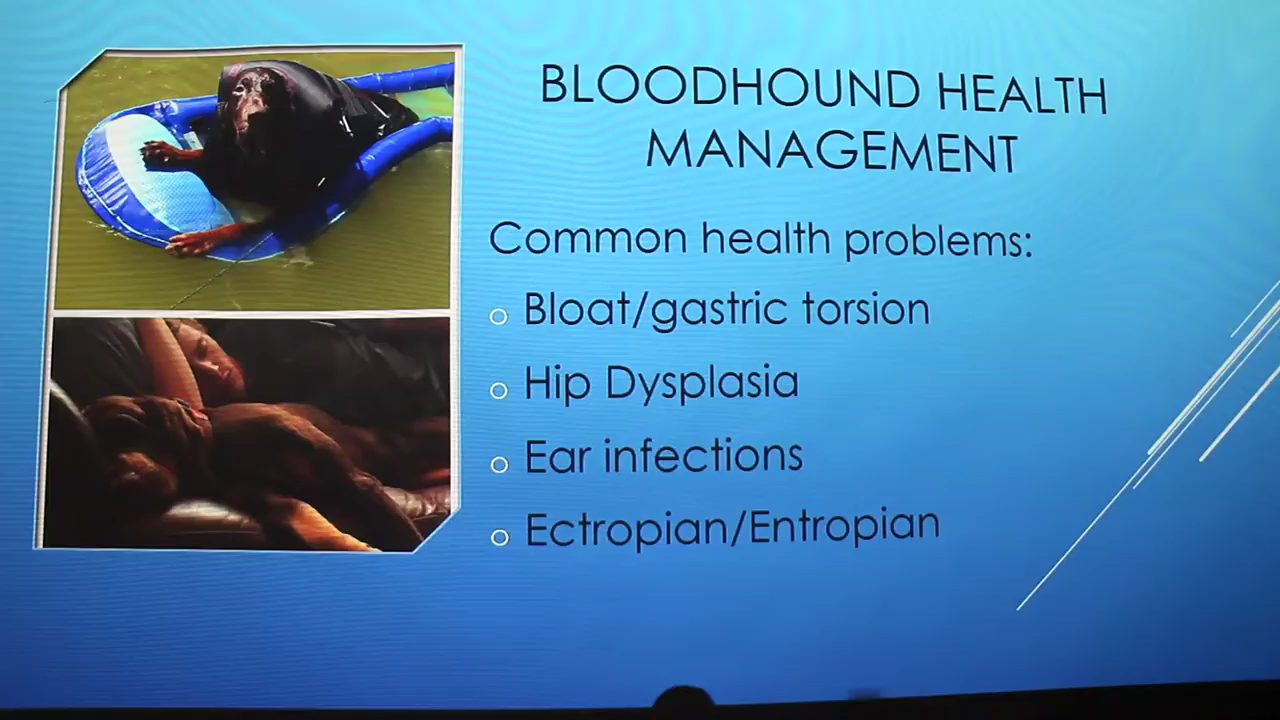 BLOODHOUND HEALTH
MANAGEMENT
Common health problems:
Bloat/gastric torsion
Hip Dysplasia
Ear infections
Ectropian/Entropian